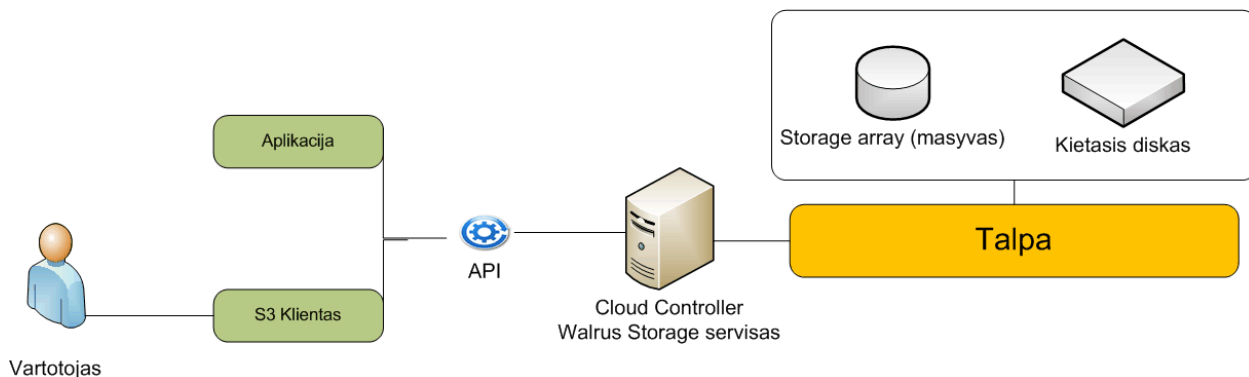 Storage array (masyvas)
Kietasis diskas
Aplikacija
Talpa
API
S3 Klientas
Cloud Controller
Walrus Storage servisas
Vartotojas